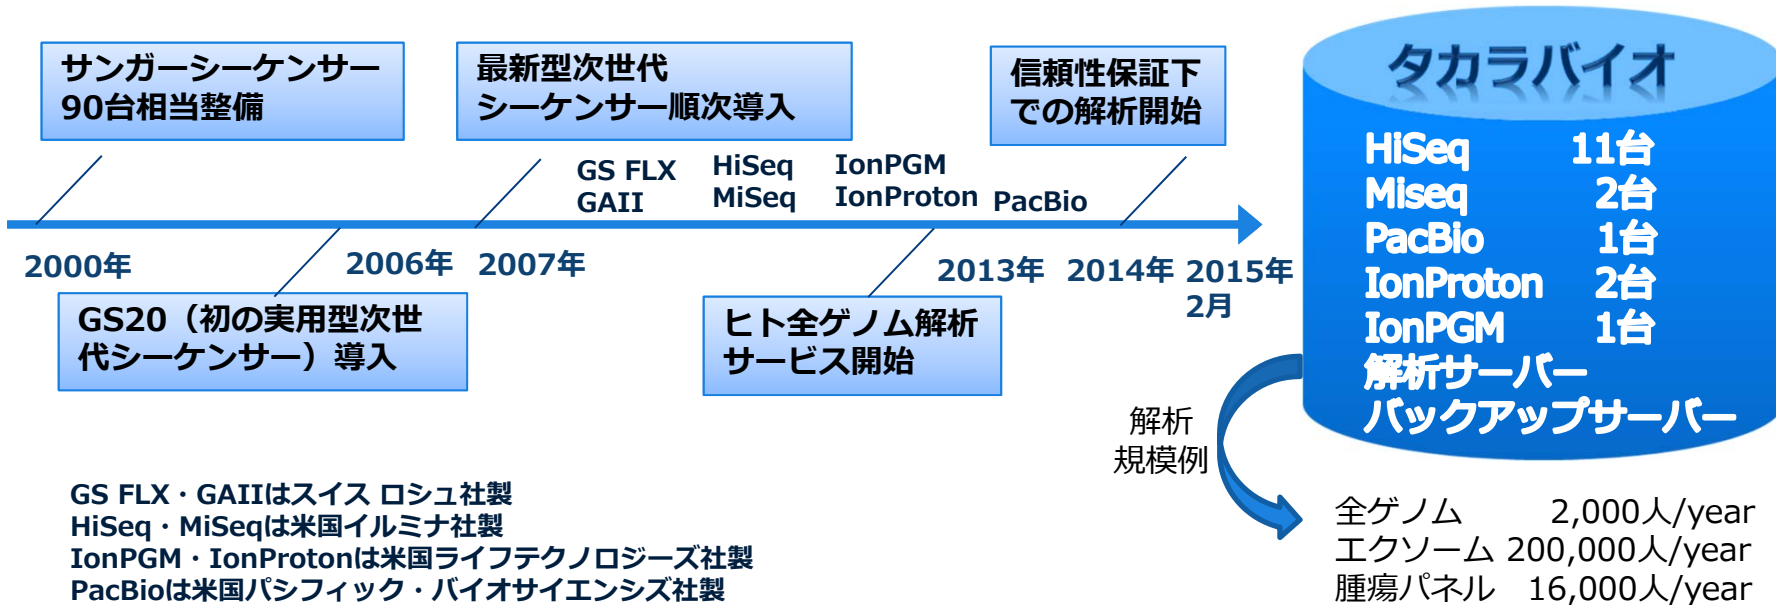 サンガーシーケンサー
90台相当整備
最新型次世代
シーケンサー順次導入
信頼性保証下
での解析開始
GS FLX
GAII
HiSeq
MiSeq
IonPGM
IonProton
PacBio
2000年
2006年
2007年
2013年
2014年
2015年
2月
GS20（初の実用型次世
代シーケンサー）導入
ヒト全ゲノム解析
サービス開始
タカラバイオ
HiSeq 11台
Miseq 2台
PacBio 1台
IonProton 2台
IonPGM 1台
解析サーバー
バックアップサーバー
解析
規模例
全ゲノム 2,000人/year
エクソーム 200,000人/year
腫瘍パネル 16,000人/year
GS FLX・GAIIはスイス ロシュ社製
HiSeq・MiSeqは米国イルミナ社製
IonPGM・IonProtonは米国ライフテクノロジーズ社製
PacBioは米国パシフィック・バイオサイエンシズ社製